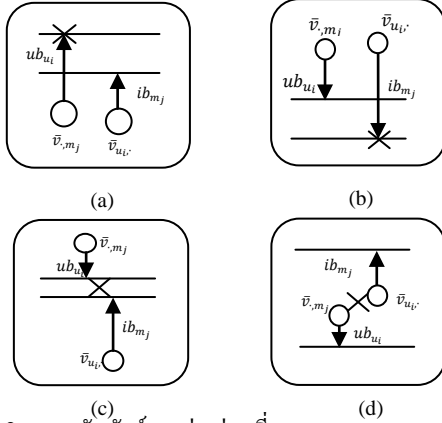 ub_{u_i}
ib_{m_j}
v̄_{·,m_j}
v̄_{u_i,·}
(a)
v̄_{·,m_j}
v̄_{u_i,·}
ub_{u_i}
ib_{m_j}
(b)
v̄_{·,m_j}
ub_{u_i}
ib_{m_j}
v̄_{u_i,·}
(c)
ib_{m_j}
v̄_{·,m_j}
v̄_{u_i,·}
ub_{u_i}
(d)